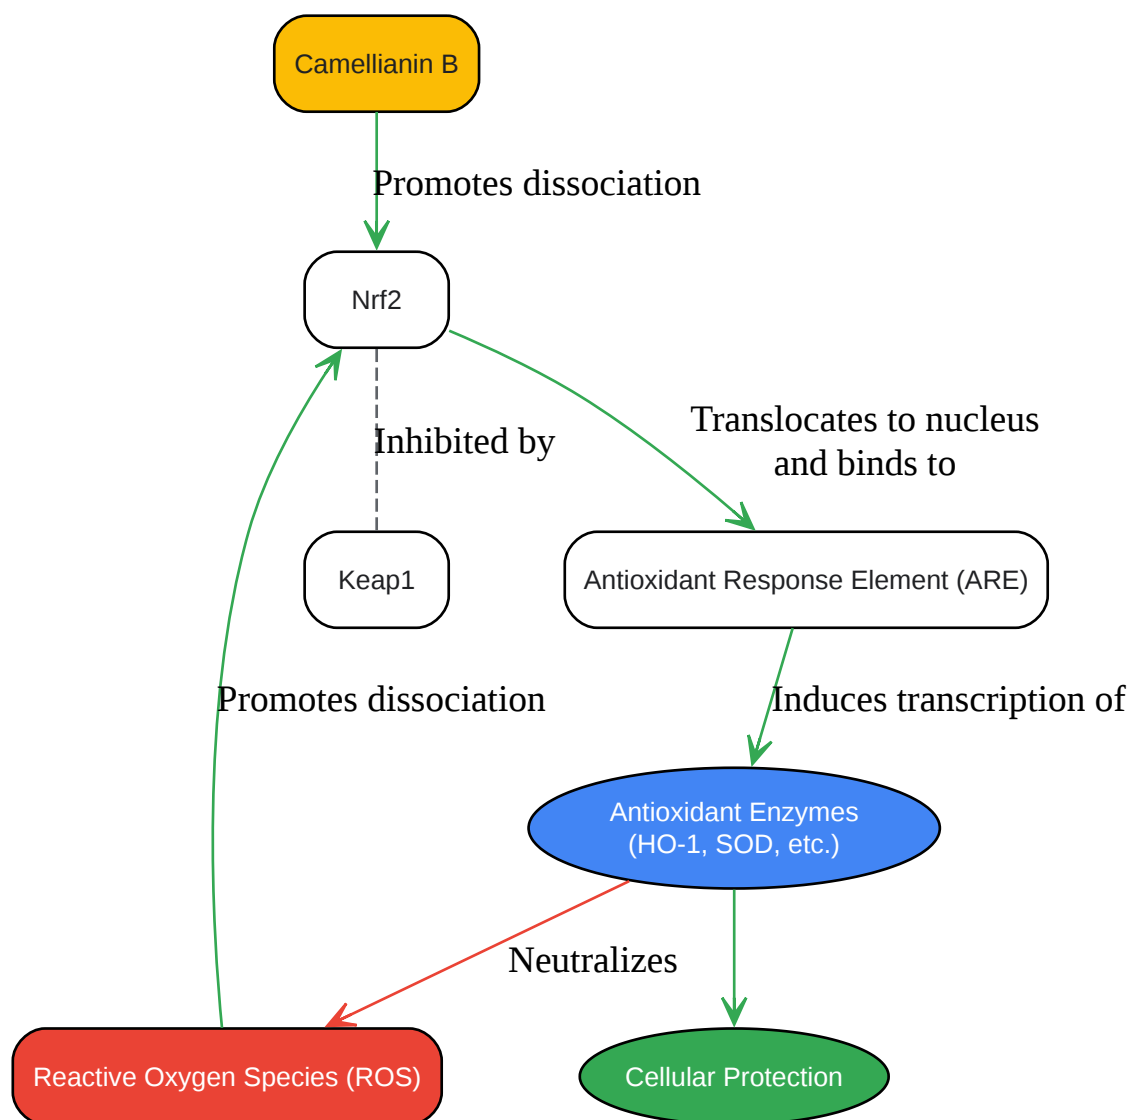 Camellianin B
Promotes dissociation
Nrf2
Translocates to nucleus
and binds to
Inhibited by
Keap1
Antioxidant Response Element (ARE)
Promotes dissociation
Induces transcription of
Antioxidant Enzymes
(HO-1, SOD, etc.)
Neutralizes
Reactive Oxygen Species (ROS)
Cellular Protection